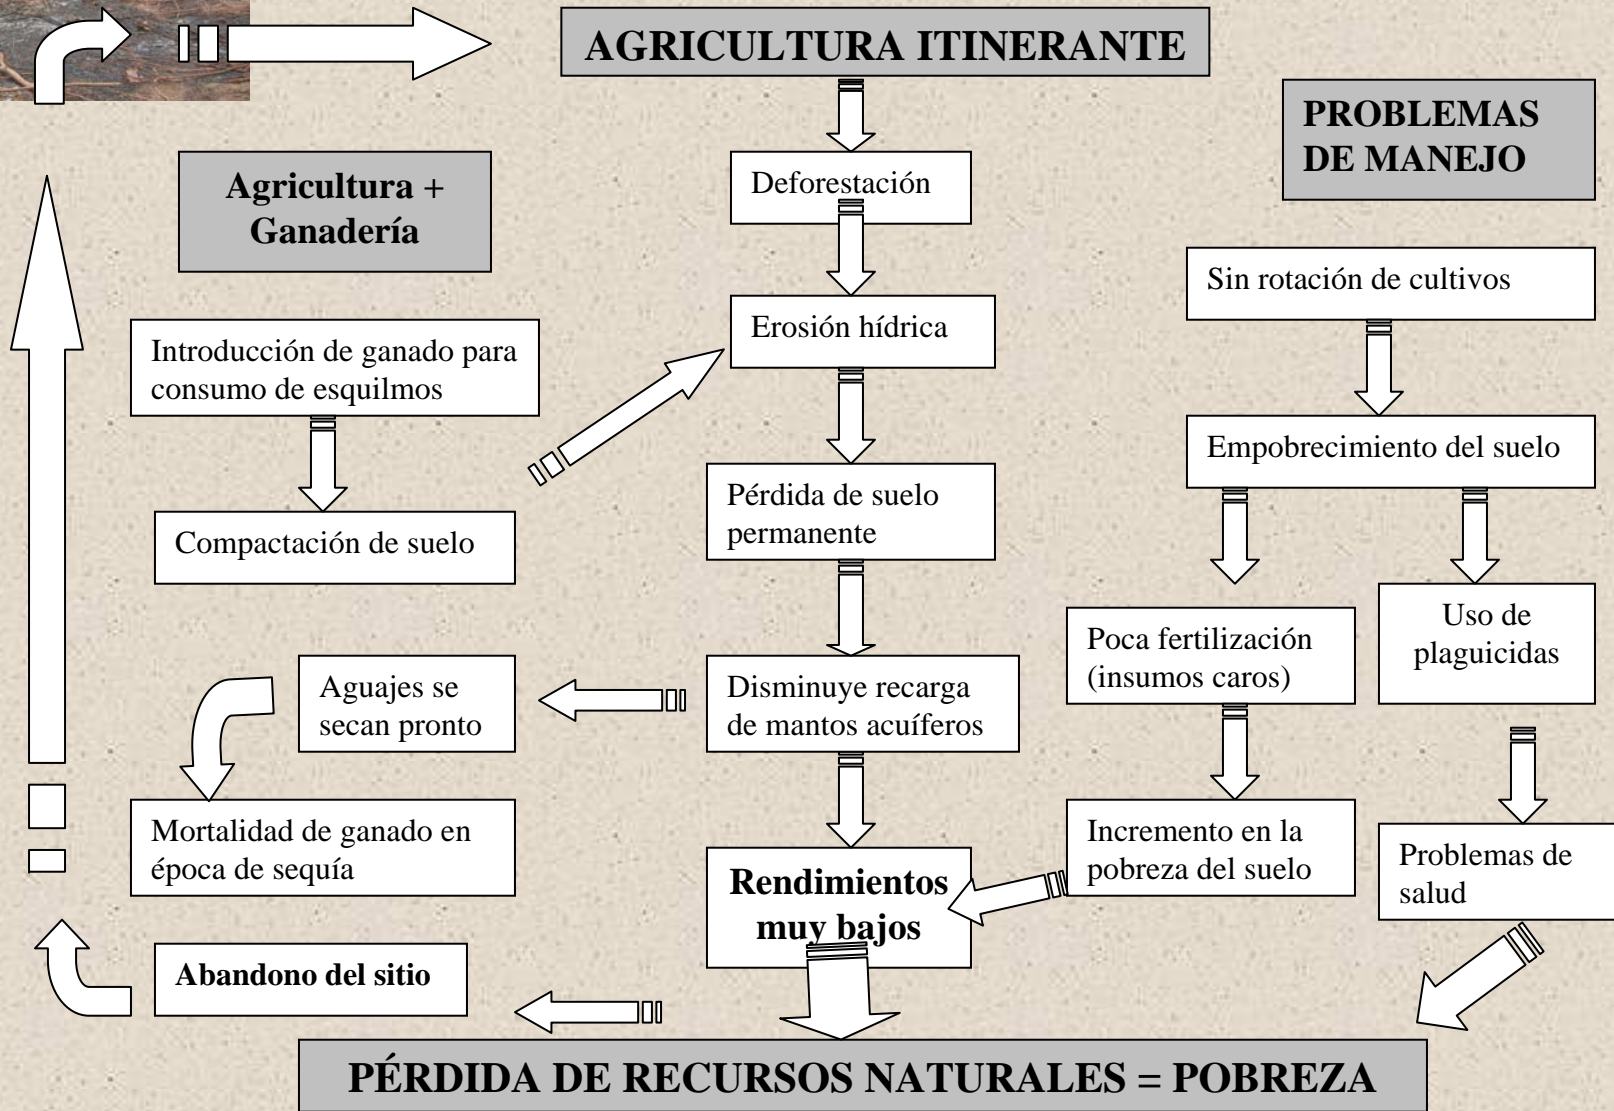 AGRICULTURA ITINERANTE
PROBLEMAS
DE MANEJO
Agricultura +
Ganadería
Deforestación
Sin rotación de cultivos
Introducción de ganado para
consumo de esquilmos
Erosión hídrica
Empobrecimiento del suelo
Compactación de suelo
Pérdida de suelo
permanente
Poca fertilización
(insumos caros)
Uso de
plaguicidas
Aguajes se
secan pronto
Disminuye recarga
de mantos acuíferos
Mortalidad de ganado en
época de sequía
Rendimientos
muy bajos
Incremento en la
pobreza del suelo
Problemas de
salud
Abandono del sitio
PÉRDIDA DE RECURSOS NATURALES = POBREZA